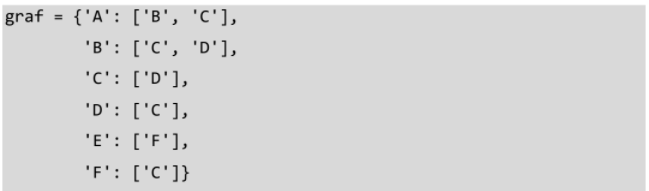 graf = {'A': ['B', 'C'],
'B': ['C', 'D'],
'C': ['D'],
'D': ['C'],
'E': ['F'],
'F': ['C']}